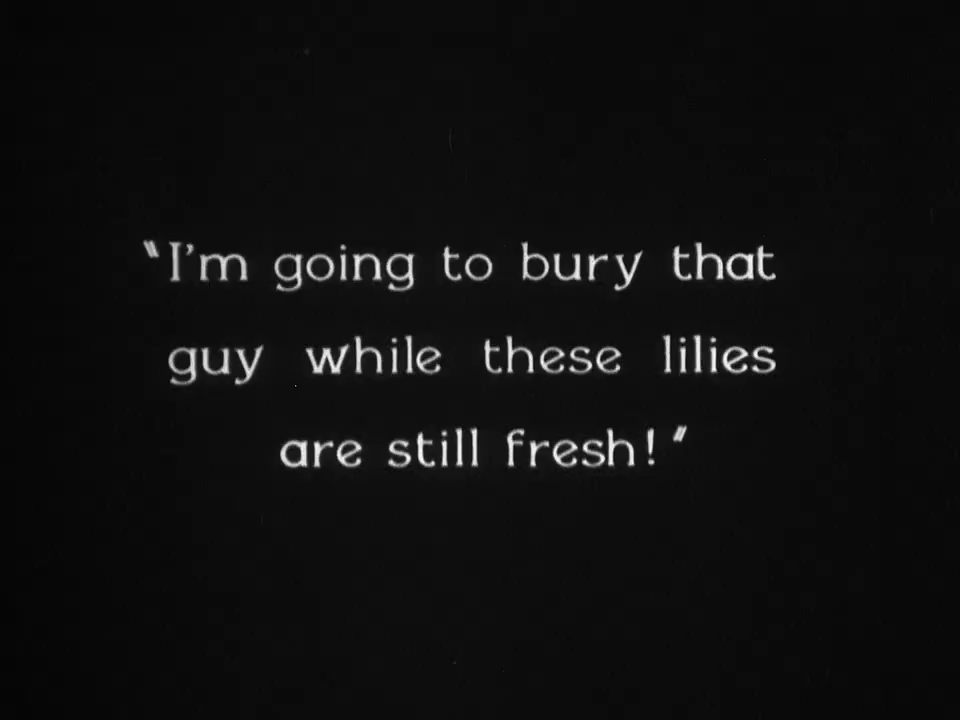 "I'm going to bury that
guy while these lilies
are still fresh!"